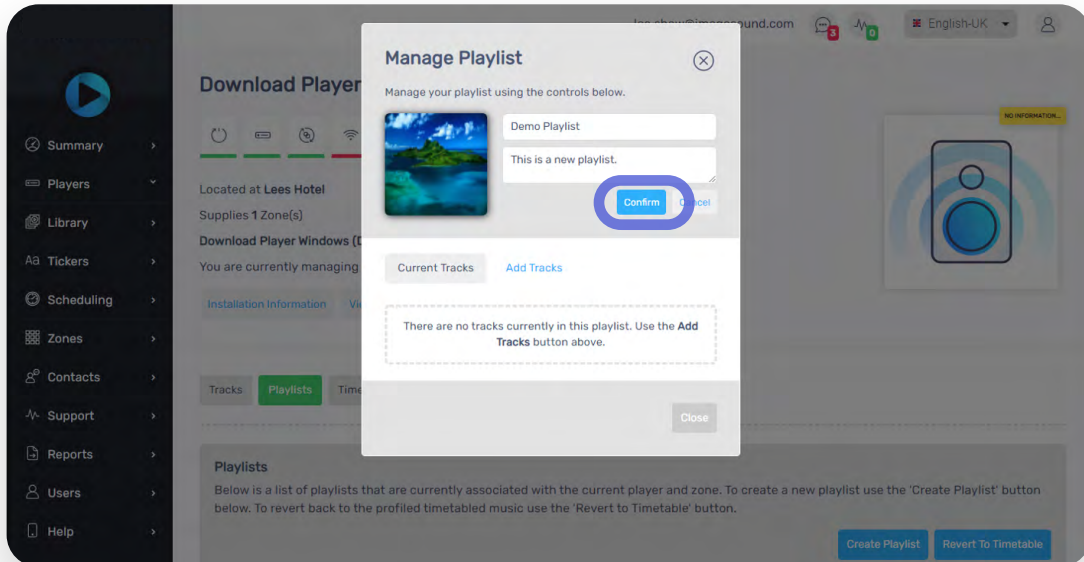 sound.com
3
0
English-UK
Summary
Players
Library
Aa Tickers
Scheduling
Zones
Contacts
Support
Reports
Users
Help
Download Player
NO INFORMATION...
Located at Lees Hotel
Supplies 1 Zone(s)
Download Player Windows (D
You are currently managing
Installation Information
Tracks
Playlists
Time
Manage Playlist
Manage your playlist using the controls below.
Demo Playlist
This is a new playlist.
Confirm
Cancel
Current Tracks
Add Tracks
There are no tracks currently in this playlist. Use the Add
Tracks button above.
Close
Playlists
Below is a list of playlists that are currently associated with the current player and zone. To create a new playlist use the 'Create Playlist' button
below. To revert back to the profiled timetabled music use the 'Revert to Timetable' button.
Create Playlist
Revert To Timetable